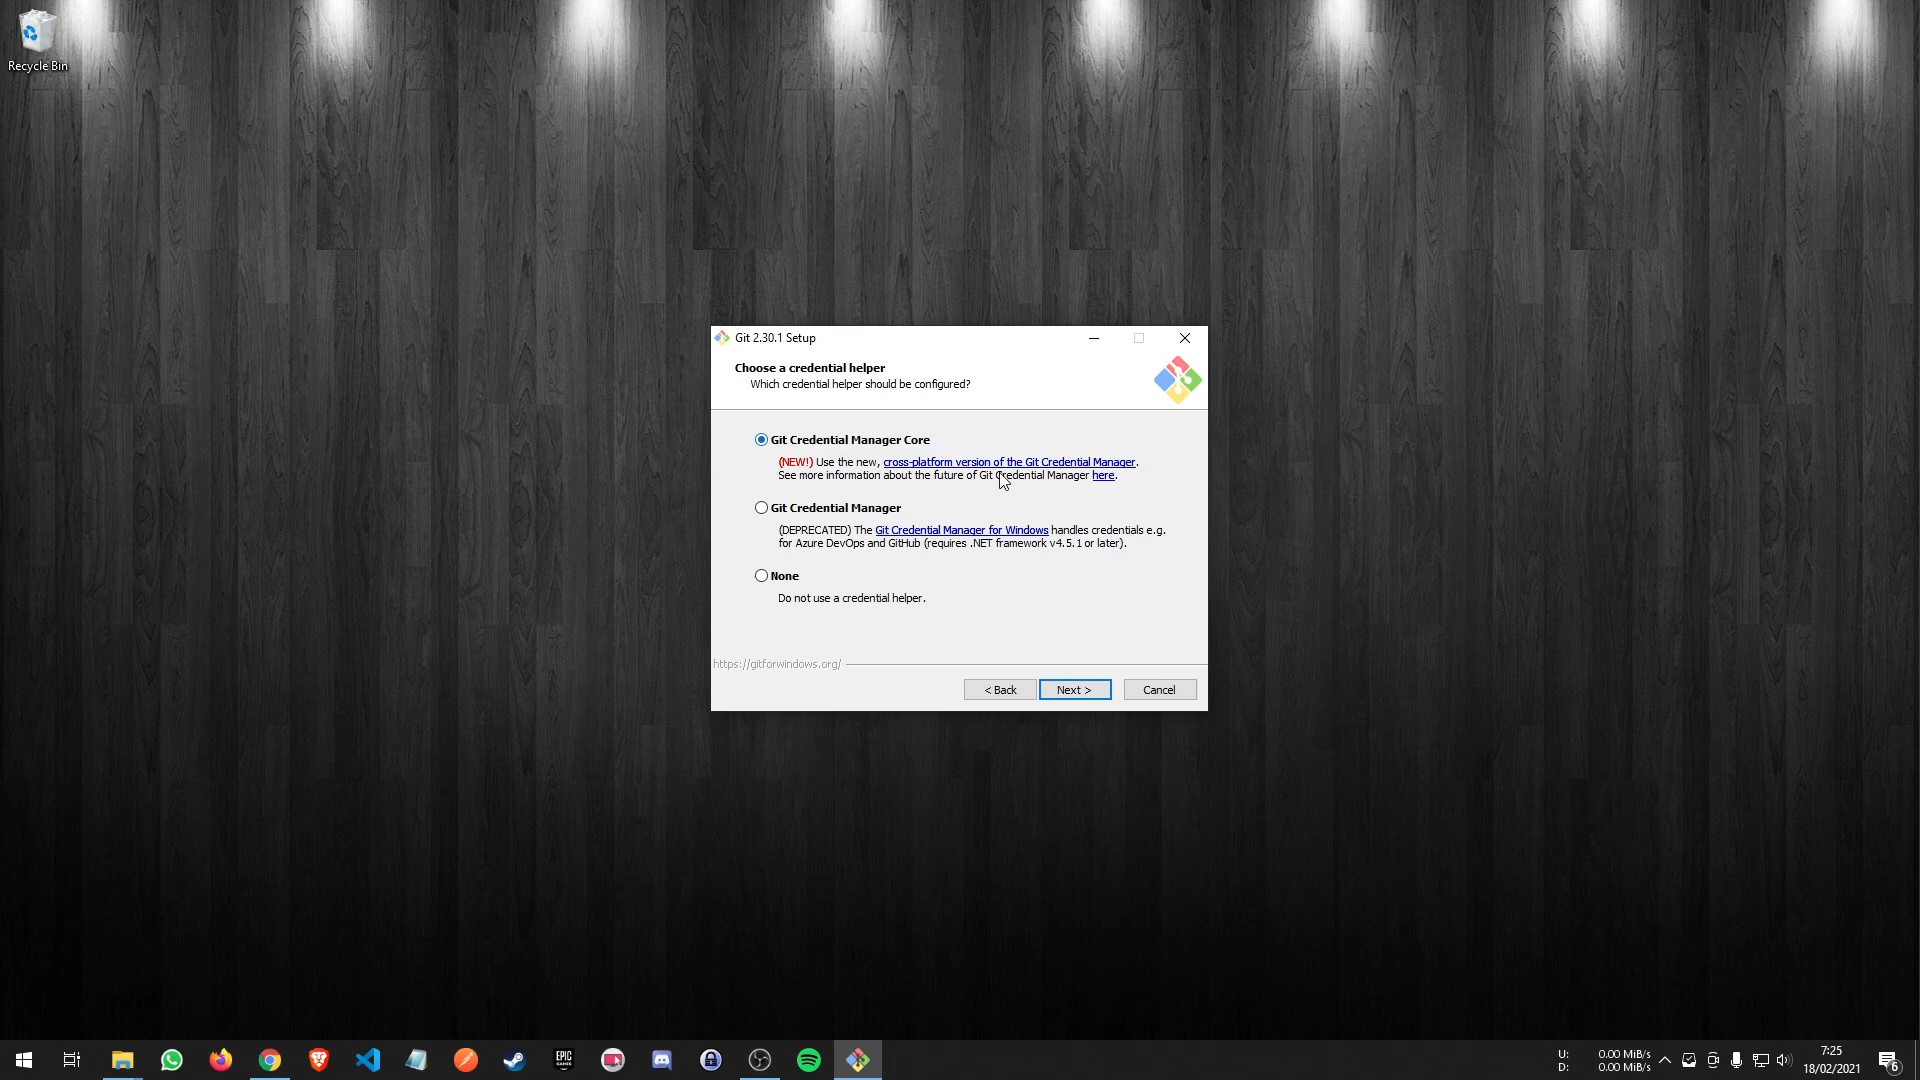 Recycle Bin
Git 2.30.1 Setup
Choose a credential helper
Which credential helper should be configured?
Git Credential Manager Core
(NEW!) Use the new, cross-platform version of the Git Credential Manager.
See more information about the future of Git Credential Manager here.
Git Credential Manager
(DEPRECATED) The Git Credential Manager for Windows handles credentials e.g.
for Azure DevOps and GitHub (requires .NET framework v4.5.1 or later).
None
Do not use a credential helper.
https://gitforwindows.org/
< Back
Next >
Cancel
EPIC
GAMES
U: 0.00 MiB/s
D: 0.00 MiB/s
7:25
18/02/2021
6